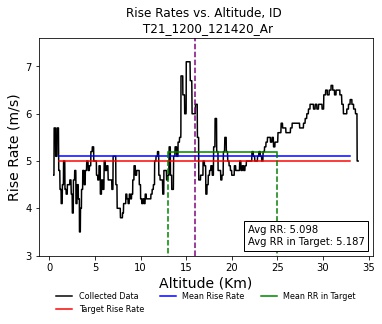 Rise Rates vs. Altitude, ID
T21_1200_121420_Ar
Rise Rate (m/s)
7
6
5
4
3
Avg RR: 5.098
Avg RR in Target: 5.187
0 5 10 15 20 25 30 35
Altitude (Km)
Collected Data Mean Rise Rate Mean RR in Target
Target Rise Rate